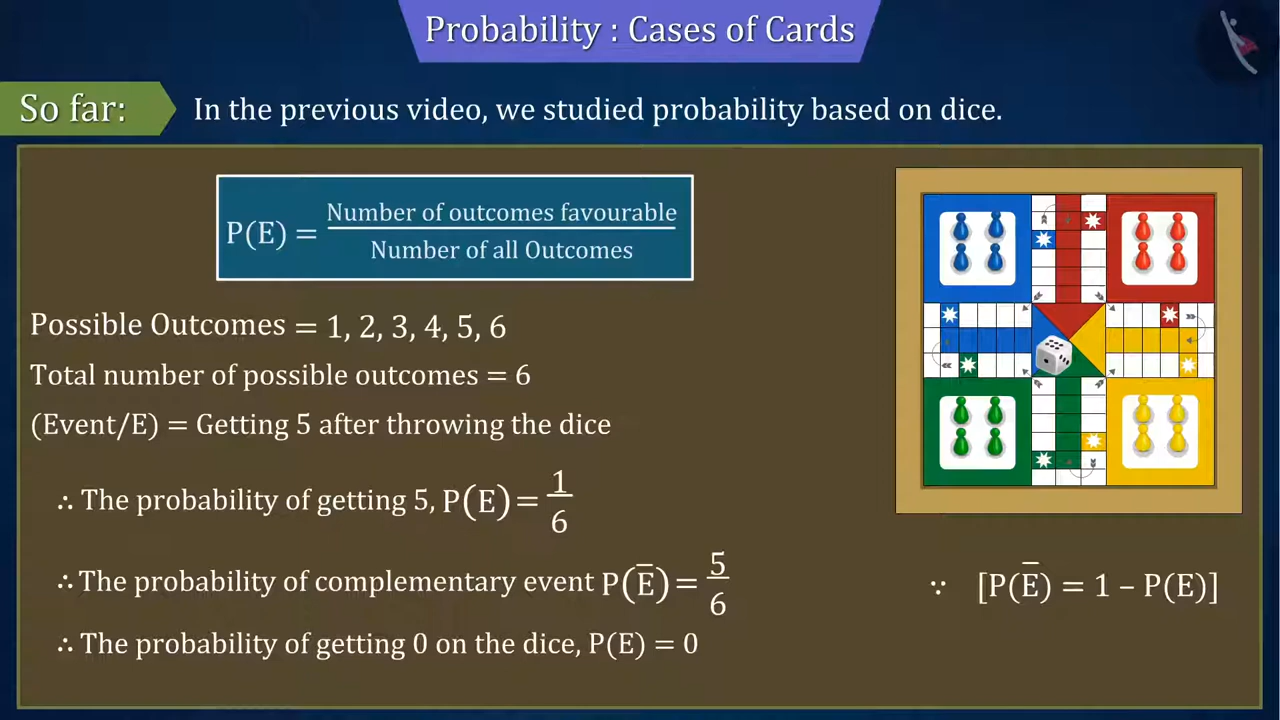 Probability : Cases of Cards
So far:
In the previous video, we studied probability based on dice.
P(E) = Number of outcomes favourable / Number of all Outcomes
Possible Outcomes = 1, 2, 3, 4, 5, 6
Total number of possible outcomes = 6
(Event/E) = Getting 5 after throwing the dice
∴ The probability of getting 5, P(E) = 1/6
∴ The probability of complementary event P(E̅) = 5/6
∵ [P(E̅) = 1 – P(E)]
∴ The probability of getting 0 on the dice, P(E) = 0